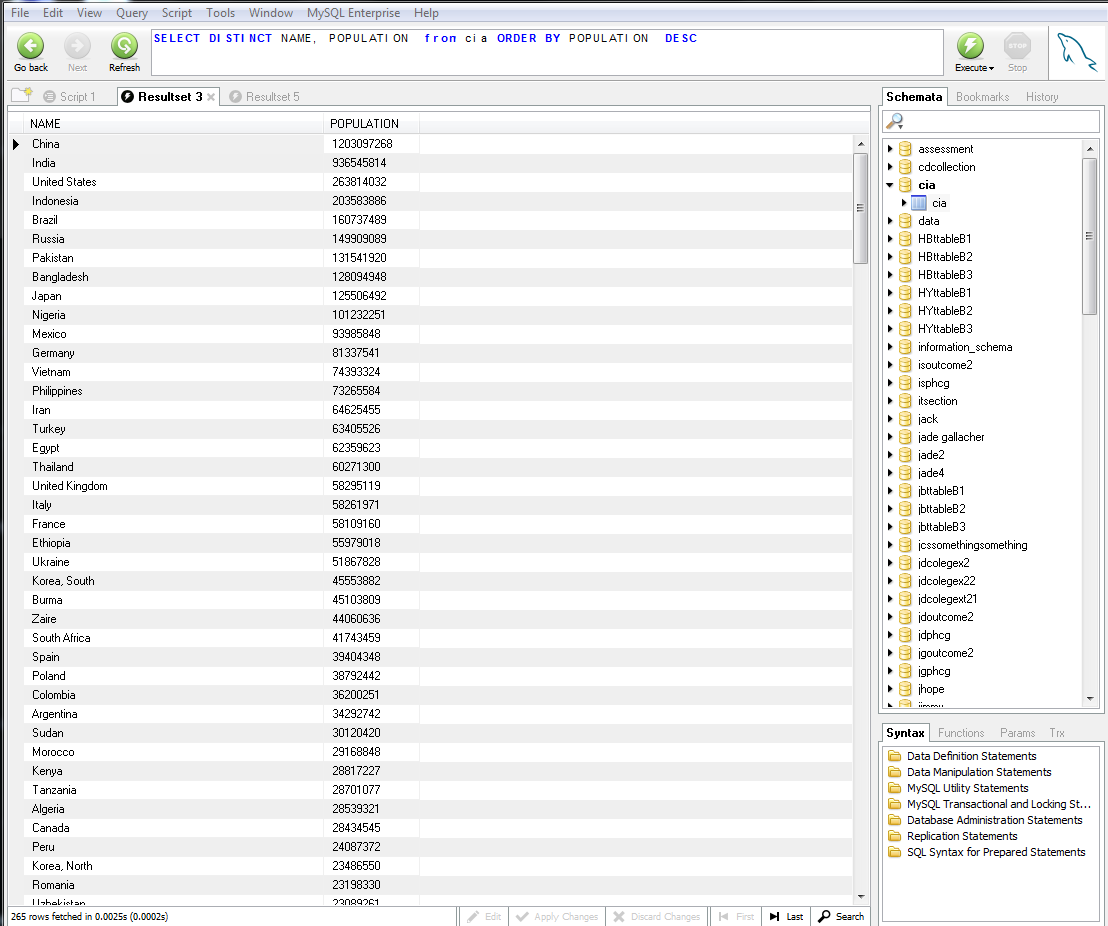 File Edit View Query Script Tools Window MySQL Enterprise Help
SELECT DISTINCT NAME, POPULATION from cia ORDER BY POPULATION DESC
Go back Next Refresh Execute STOP Stop
Script 1 Resultset 3 Resultset 5
NAME POPULATION
China 1203097268
India 936545814
United States 263814032
Indonesia 203583886
Brazil 160737489
Russia 149909089
Pakistan 131541920
Bangladesh 128094948
Japan 125506492
Nigeria 101232251
Mexico 93985848
Germany 81337541
Vietnam 74393324
Philippines 73265584
Iran 64625455
Turkey 63405526
Egypt 62359623
Thailand 60271300
United Kingdom 58295119
Italy 58261971
France 58109160
Ethiopia 55979018
Ukraine 51867828
Korea, South 45553882
Burma 45103809
Zaire 44060636
South Africa 41743459
Spain 39404348
Poland 38792442
Colombia 36200251
Argentina 34292742
Sudan 30120420
Morocco 29168848
Kenya 28817227
Tanzania 28701077
Algeria 28539321
Canada 28434545
Peru 24087372
Korea, North 23486550
Romania 23198330
Uzbekistan 23089261
265 rows fetched in 0.0025s (0.0002s)
Edit Apply Changes Discard Changes First Last Search
Schemata Bookmarks History
assessment
cdcollection
cia
cia
data
HBttableB1
HBttableB2
HBttableB3
HYttableB1
HYttableB2
HYttableB3
information_schema
isoutcome2
isphcg
itsection
jack
jade gallacher
jade2
jade4
jbttableB1
jbttableB2
jbttableB3
jcssomethingsomething
jdcolegex2
jdcolegex22
jdcolegext21
jdoutcome2
jdphcg
jgoutcome2
jgphcg
jhope
jimmy
Syntax Functions Params Trx
Data Definition Statements
Data Manipulation Statements
MySQL Utility Statements
MySQL Transactional and Locking St...
Database Administration Statements
Replication Statements
SQL Syntax for Prepared Statements